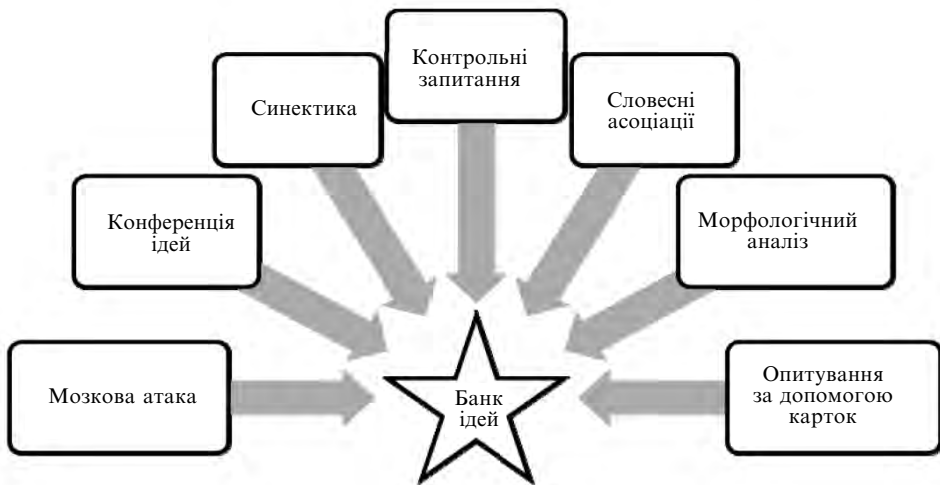 Контрольні
запитання
Синектика
Словесні
асоціації
Конференція
ідей
Морфологічний
аналіз
Мозкова атака
Банк
ідей
Опитування
за допомогою
карток